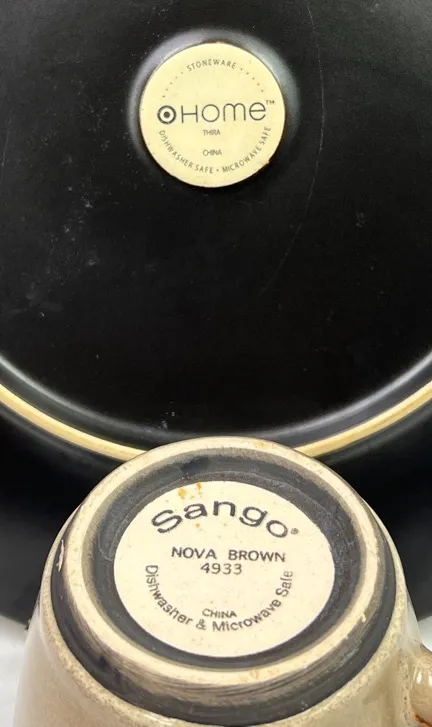 STONEWARE
HOME™
THIRA
CHINA
DISHWASHER SAFE • MICROWAVE SAFE
Sango®
NOVA BROWN
4933
CHINA
Dishwasher & Microwave Safe